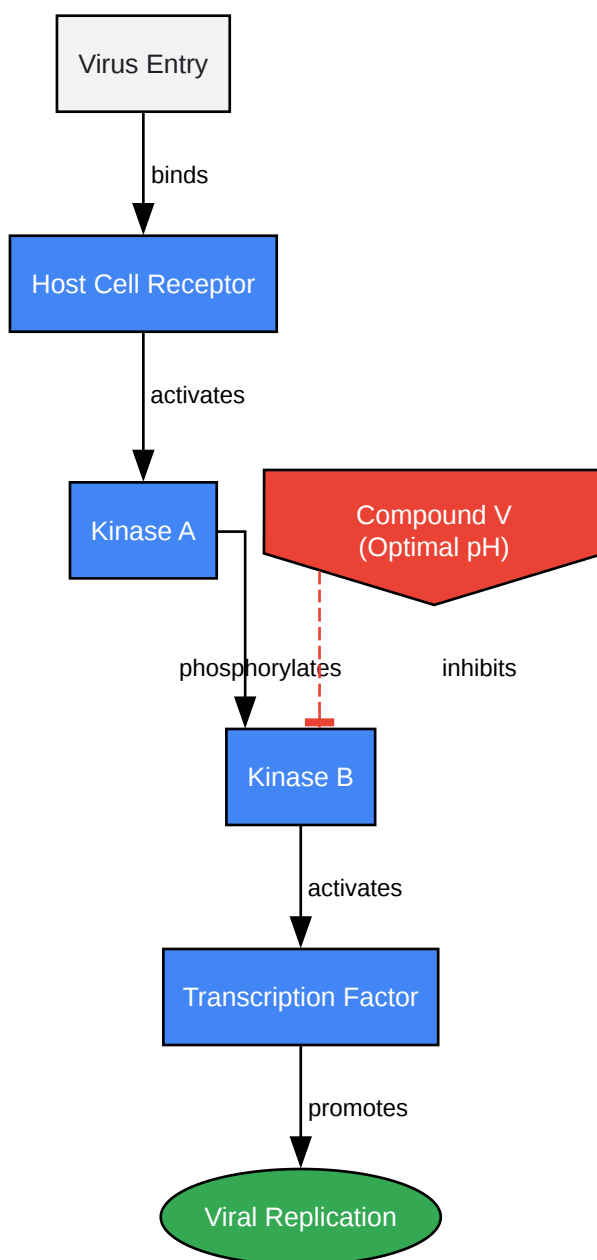 Virus Entry
binds
Host Cell Receptor
activates
Kinase A
Compound V
(Optimal pH)
phosphorylates
inhibits
Kinase B
activates
Transcription Factor
promotes
Viral Replication